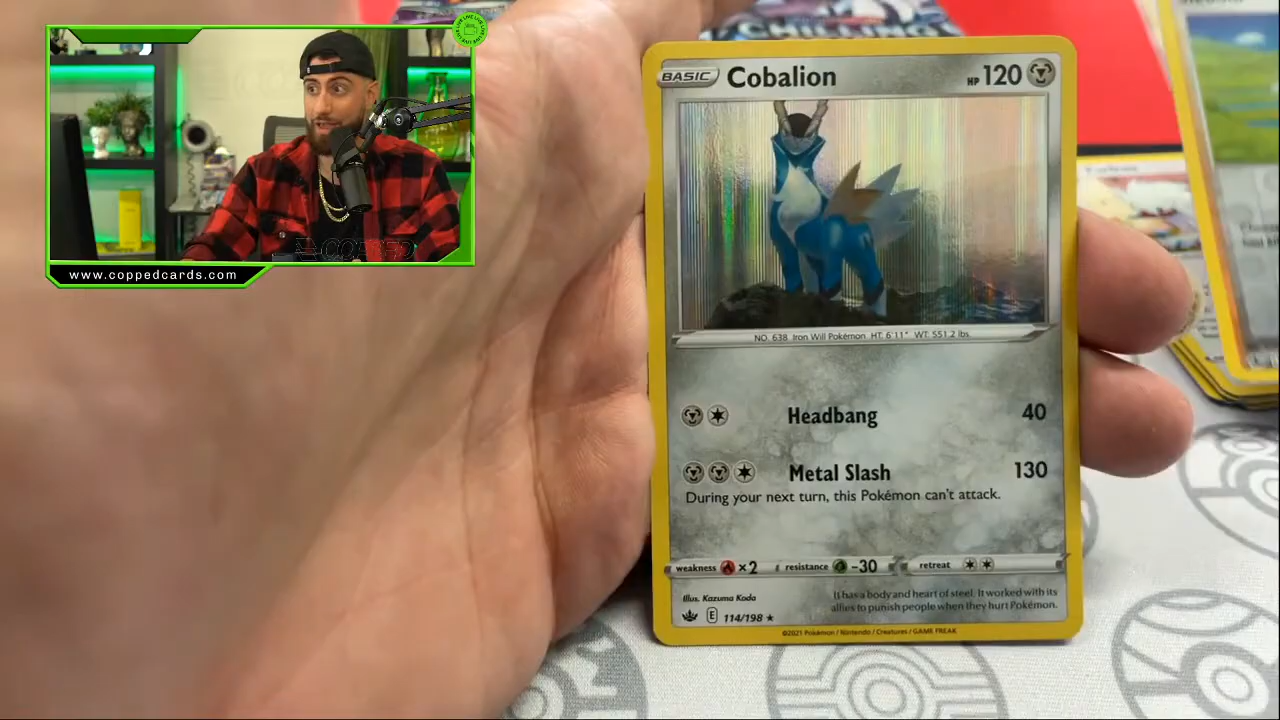 CHILLING
www.coppedcards.com
COPPED
BASIC Cobalion HP 120
NO. 638 Iron Will Pokémon HT: 6'11" WT: 551.2 lbs.
Headbang 40
Metal Slash 130
During your next turn, this Pokémon can't attack.
weakness ×2 resistance -30 retreat
Illus. Kazuma Koda
It has a body and heart of steel. It worked with its
allies to punish people when they hurt Pokémon.
E 114/198 ★
©2021 Pokémon / Nintendo / Creatures / GAME FREAK